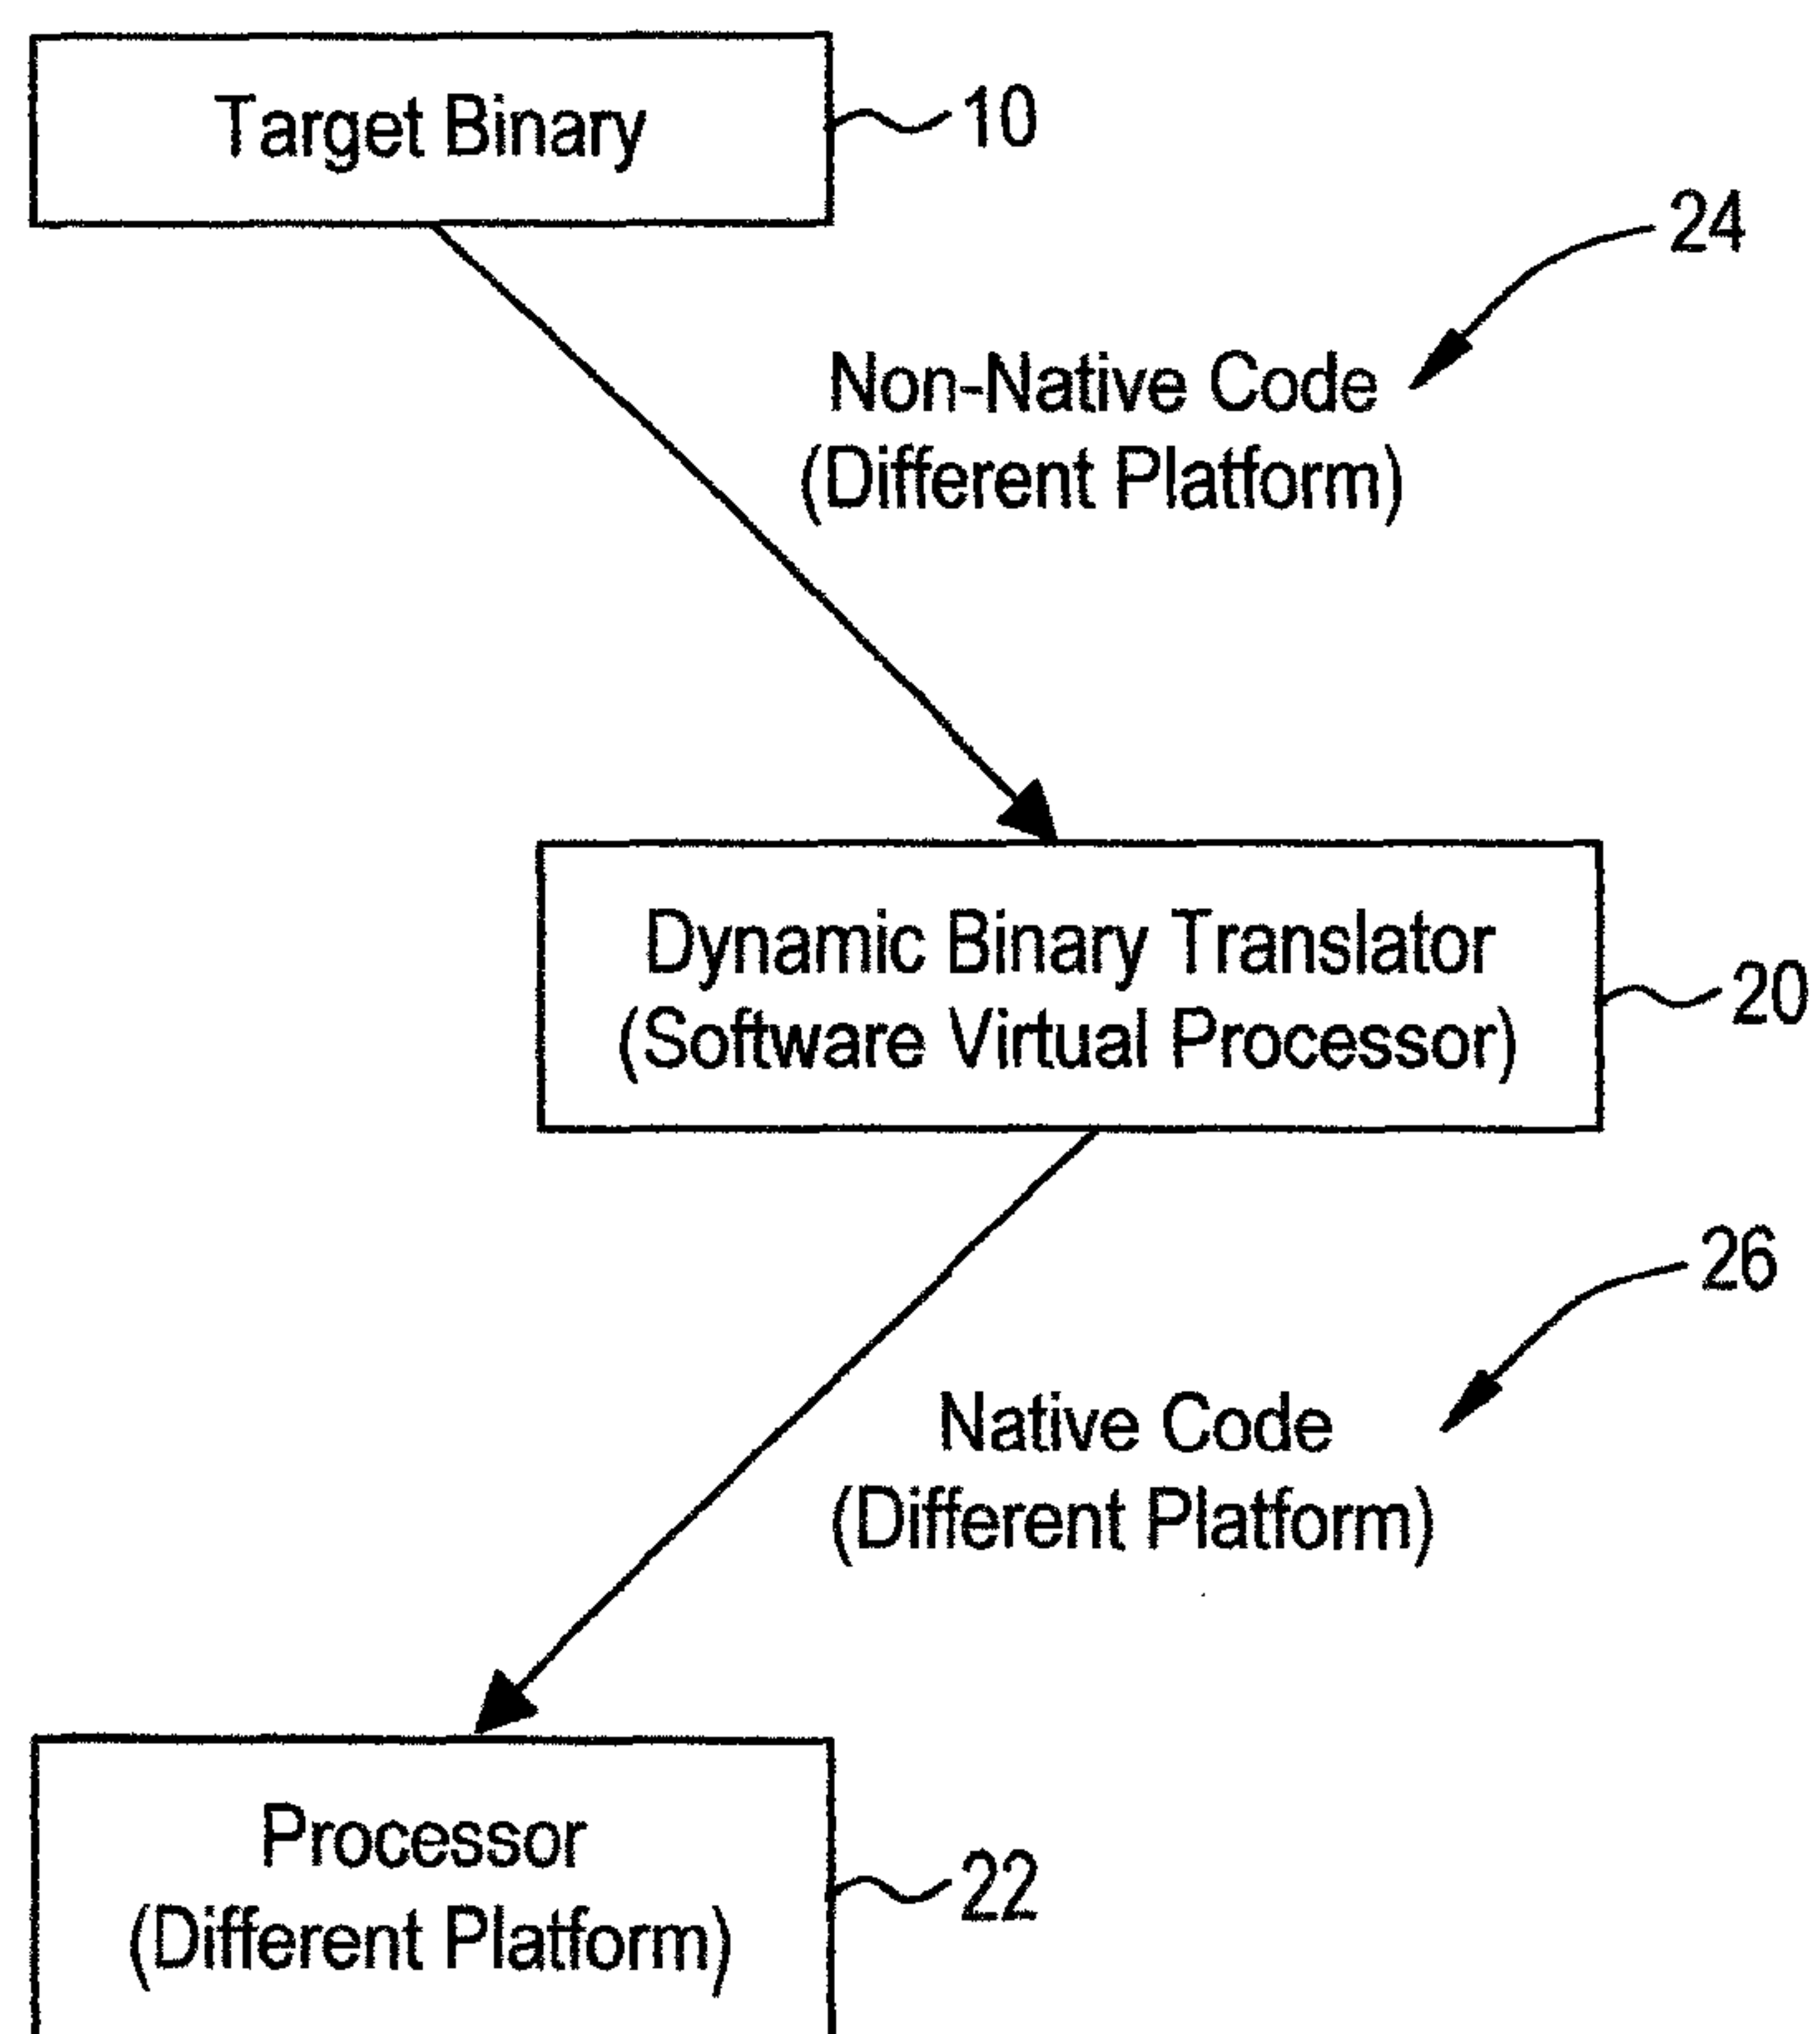 Target Binary
10
24
Non-Native Code
(Different Platform)
Dynamic Binary Translator
(Software Virtual Processor)
20
26
Native Code
(Different Platform)
Processor
(Different Platform)
22